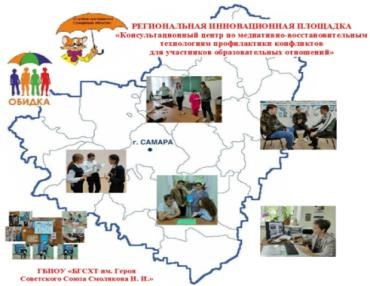 РЕГИОНАЛЬНАЯ ИННОВАЦИОННАЯ ПЛОЩАДКА
«Консультационный центр по медиативно-восстановительным
технологиям профилактики конфликтов
для участников образовательных отношений»
ОБИДКА
г. САМАРА
ГБПОУ «БГСХТ им. Героя
Советского Союза Смолякова И. И.»